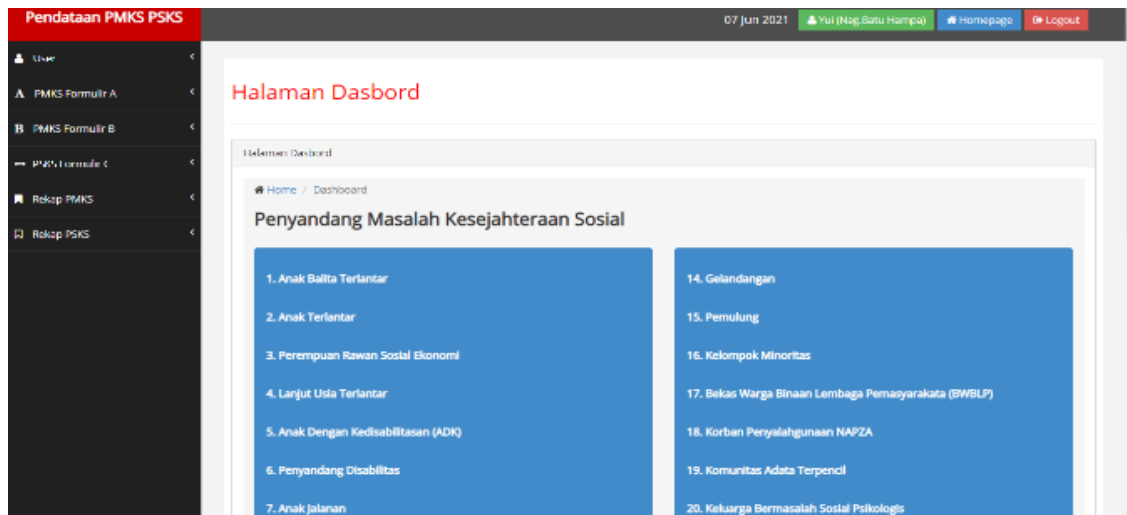 Pendataan PMKS PSKS
07 Jun 2021
Yui (Nag.Batu Hampa)
Homepage
Logout
User
A PMKS Formulir A
B PMKS Formulir B
PSKS Formulir C
Rekap PMKS
Rekap PSKS
Halaman Dasbord
Halaman Dasbord
Home / Dashboard
Penyandang Masalah Kesejahteraan Sosial
1. Anak Balita Terlantar
2. Anak Terlantar
3. Perempuan Rawan Sosial Ekonomi
4. Lanjut Usia Terlantar
5. Anak Dengan Kedisabilitasan (ADK)
6. Penyandang Disabilitas
7. Anak Jalanan
14. Gelandangan
15. Pemulung
16. Kelompok Minoritas
17. Bekas Warga Binaan Lembaga Pemasyarakata (BWBLP)
18. Korban Penyalahgunaan NAPZA
19. Komunitas Adata Terpencil
20. Keluarga Bermasalah Sosial Psikologis